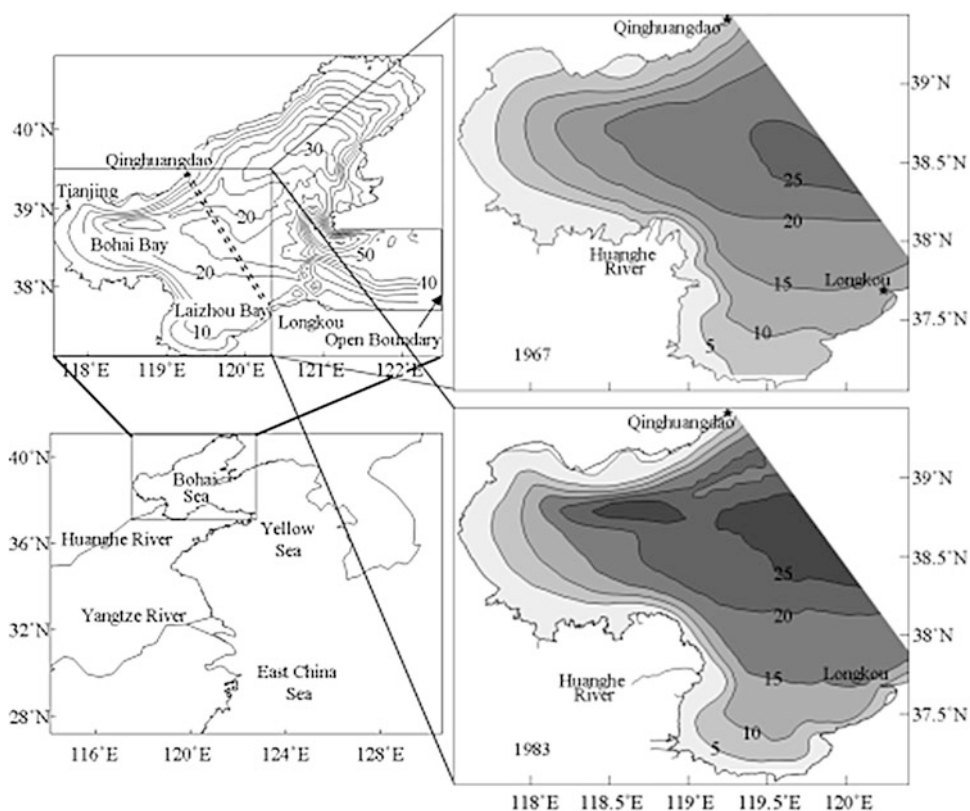 40˚N
39˚N
38˚N
Qinghuangdao
Tianjing
Bohai Bay
Laizhou Bay
Longkou
Open Boundary
30
20
20
50
40
10
118˚E
119˚E
120˚E
121˚E
122˚E
Qinghuangdao
39˚N
38.5˚N
38˚N
37.5˚N
Huanghe
River
Longkou
25
20
15
10
5
1967
40˚N
36˚N
32˚N
28˚N
Bohai
Sea
Huanghe River
Yellow
Sea
Yangtze River
East China
Sea
116˚E
120˚E
124˚E
128˚E
Qinghuangdao
39˚N
38.5˚N
38˚N
37.5˚N
Huanghe
River
Longkou
25
20
15
10
5
1983
118˚E
118.5˚E
119˚E
119.5˚E
120˚E